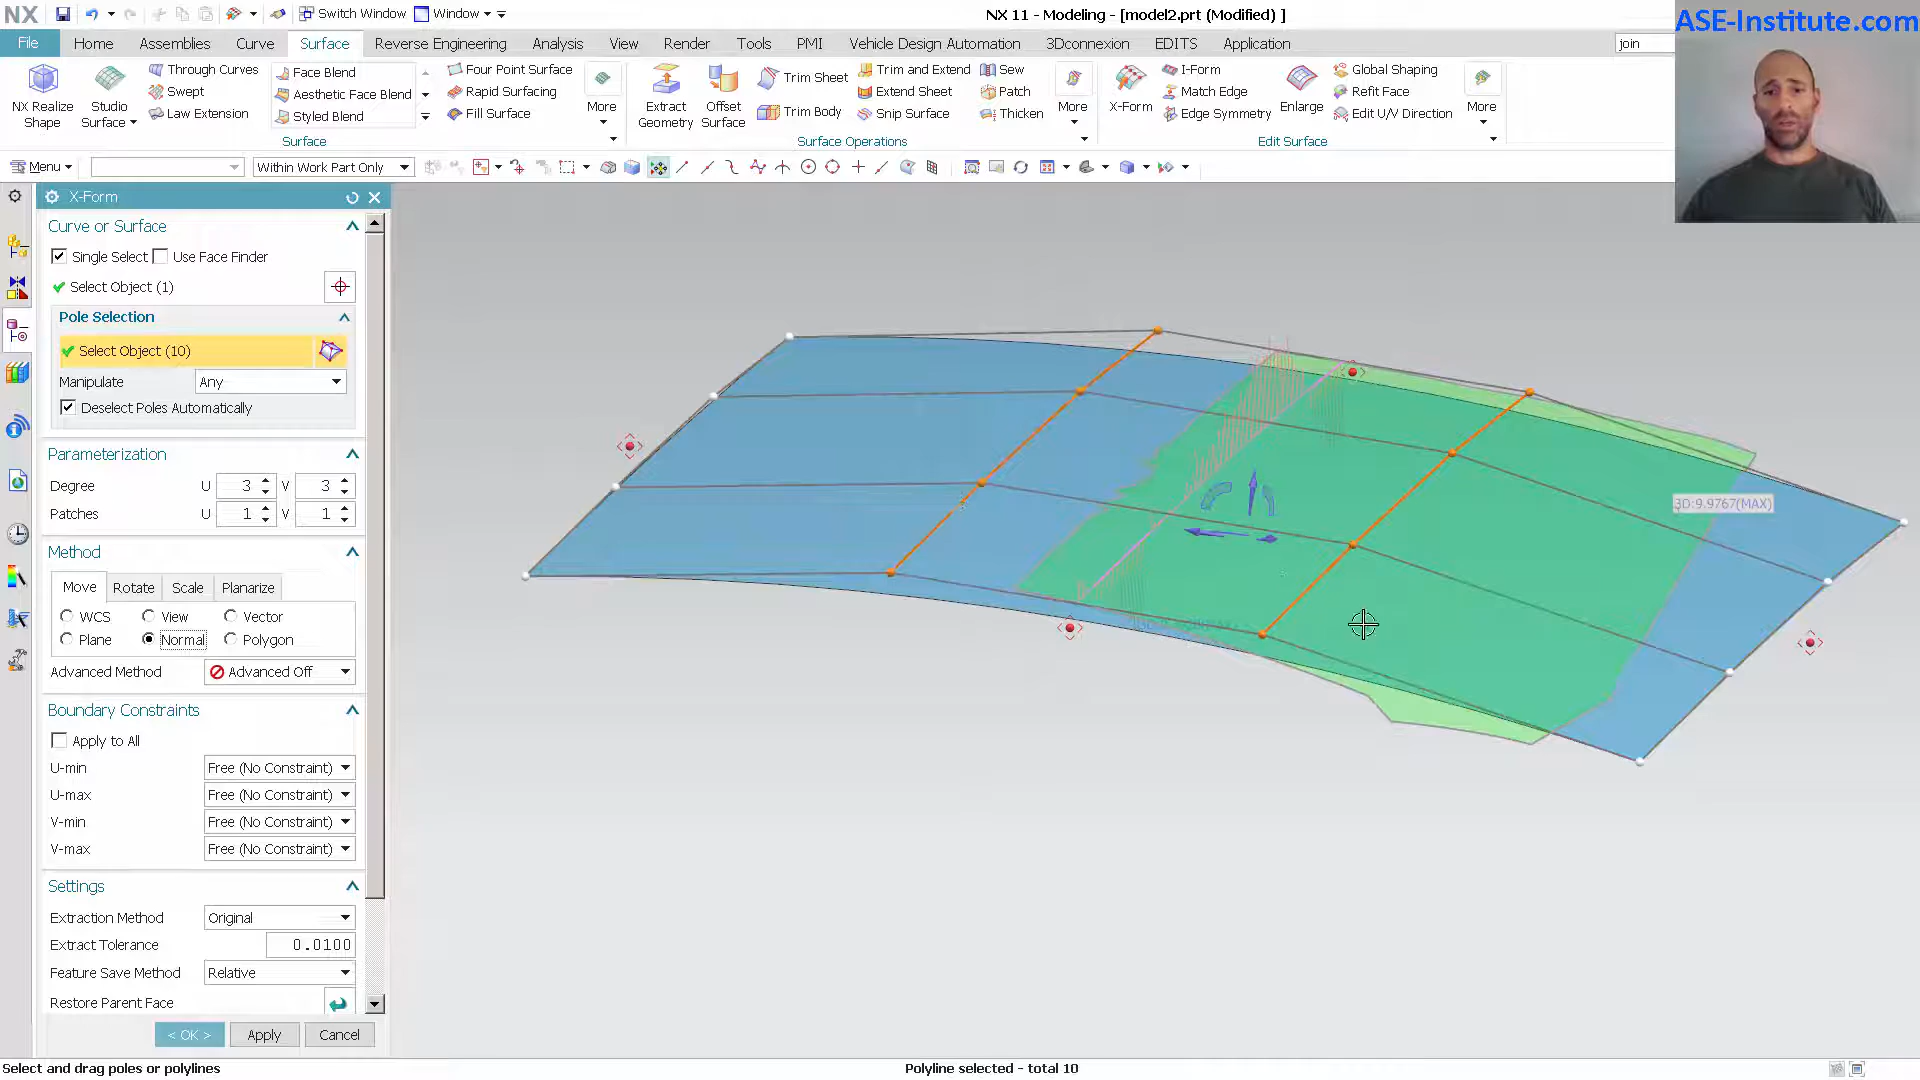 NX
Switch Window
Window
NX 11 - Modeling - [model2.prt (Modified) ]
ASE-Institute.com
File
Home
Assemblies
Curve
Surface
Reverse Engineering
Analysis
View
Render
Tools
PMI
Vehicle Design Automation
3Dconnexion
EDITS
Application
join
NX Realize Shape
Studio Surface
Through Curves
Swept
Law Extension
Face Blend
Aesthetic Face Blend
Styled Blend
Four Point Surface
Rapid Surfacing
Fill Surface
More
Surface
Extract Geometry
Offset Surface
Trim Sheet
Trim Body
Trim and Extend
Extend Sheet
Snip Surface
Sew
Patch
Thicken
More
Surface Operations
X-Form
I-Form
Match Edge
Edge Symmetry
Enlarge
Global Shaping
Refit Face
Edit U/V Direction
More
Edit Surface
Menu
Within Work Part Only
X-Form
Curve or Surface
Single Select
Use Face Finder
Select Object (1)
Pole Selection
Select Object (10)
Manipulate
Any
Deselect Poles Automatically
Parameterization
Degree U 3 V 3
Patches U 1 V 1
Method
Move
Rotate
Scale
Planarize
WCS
View
Vector
Plane
Normal
Polygon
Advanced Method
Advanced Off
Boundary Constraints
Apply to All
U-min Free (No Constraint)
U-max Free (No Constraint)
V-min Free (No Constraint)
V-max Free (No Constraint)
Settings
Extraction Method Original
Extract Tolerance 0.0100
Feature Save Method Relative
Restore Parent Face
< OK >
Apply
Cancel
3D:9.9767(MAX)
Select and drag poles or polylines
Polyline selected - total 10